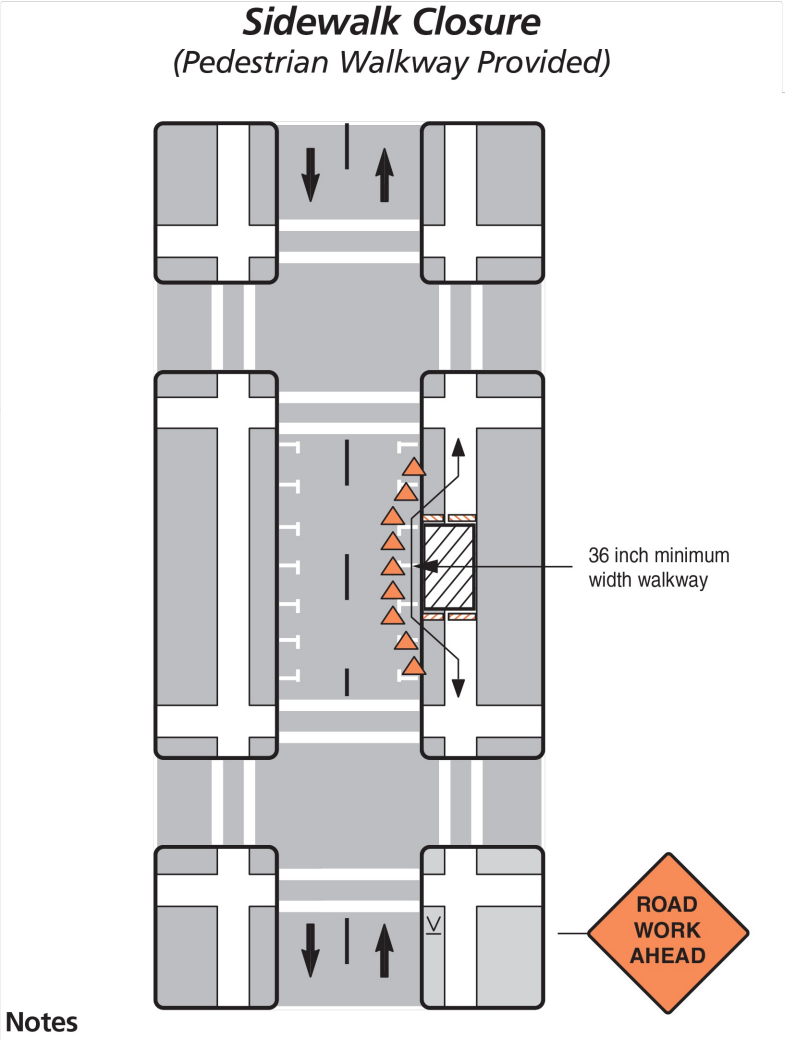 Sidewalk Closure
(Pedestrian Walkway Provided)
36 inch minimum
width walkway
ROAD
WORK
AHEAD
Notes